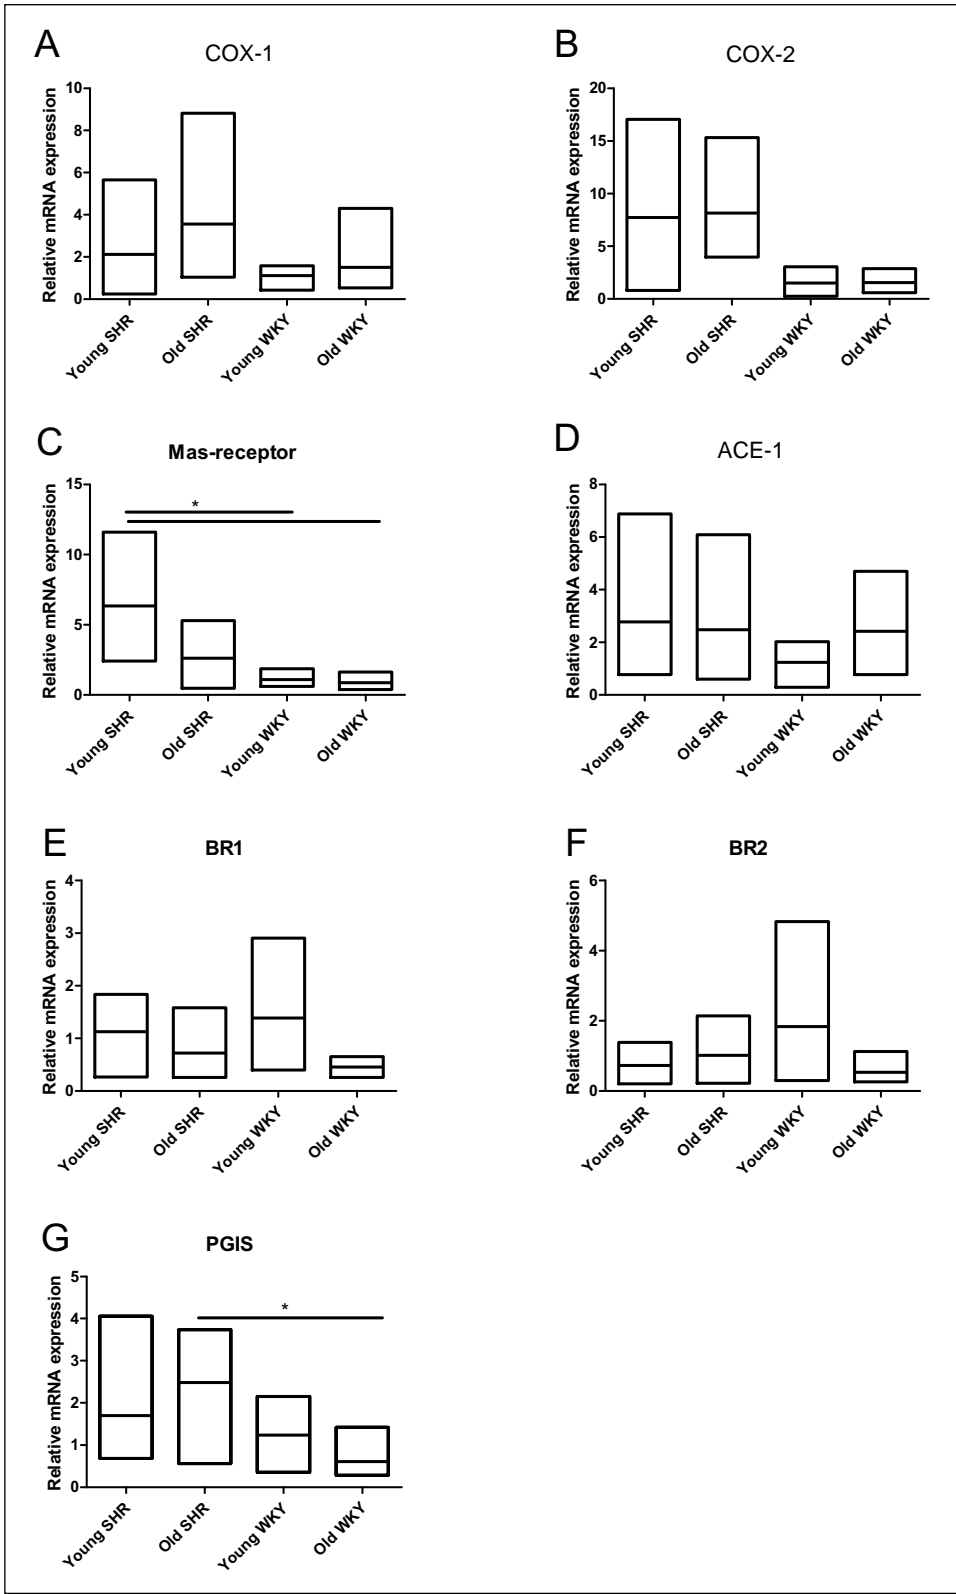 A
COX-1
Relative mRNA expression
10
8
6
4
2
0
Young SHR
Old SHR
Young WKY
Old WKY
B
COX-2
Relative mRNA expression
20
15
10
5
0
Young SHR
Old SHR
Young WKY
Old WKY
C
Mas-receptor
Relative mRNA expression
15
10
5
0
*
Young SHR
Old SHR
Young WKY
Old WKY
D
ACE-1
Relative mRNA expression
8
6
4
2
0
Young SHR
Old SHR
Young WKY
Old WKY
E
BR1
Relative mRNA expression
4
3
2
1
0
Young SHR
Old SHR
Young WKY
Old WKY
F
BR2
Relative mRNA expression
6
4
2
0
Young SHR
Old SHR
Young WKY
Old WKY
G
PGIS
Relative mRNA expression
5
4
3
2
1
0
*
Young SHR
Old SHR
Young WKY
Old WKY